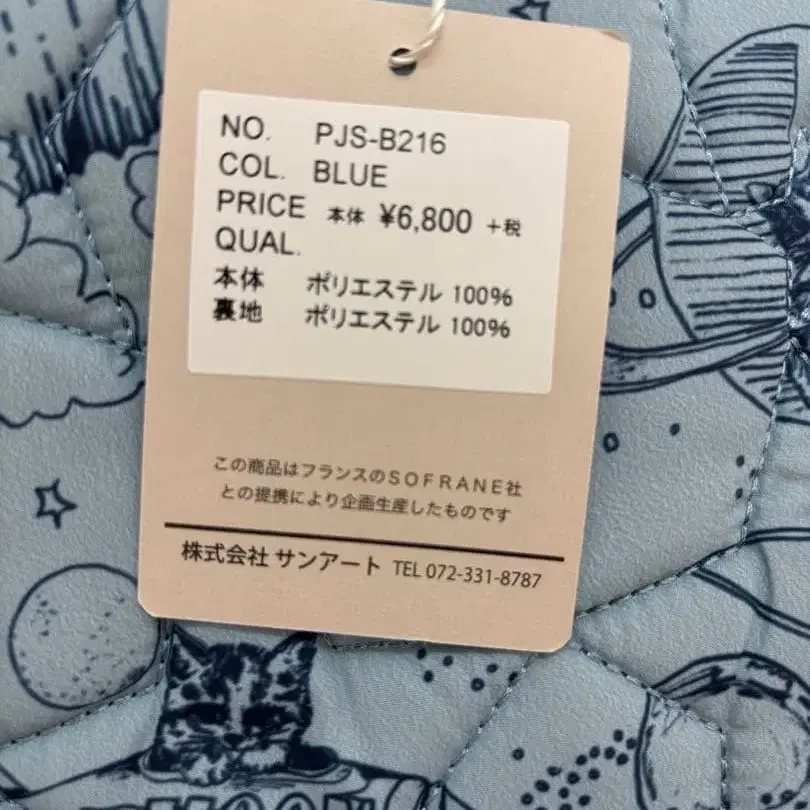 NO. PJS-B216
COL. BLUE
PRICE 本体 ¥6,800 +税
QUAL.
本体 ポリエステル 100%
裏地 ポリエステル 100%
この商品はフランスのSOFRANE社
との提携により企画生産したものです
株式会社 サンアート TEL 072-331-8787